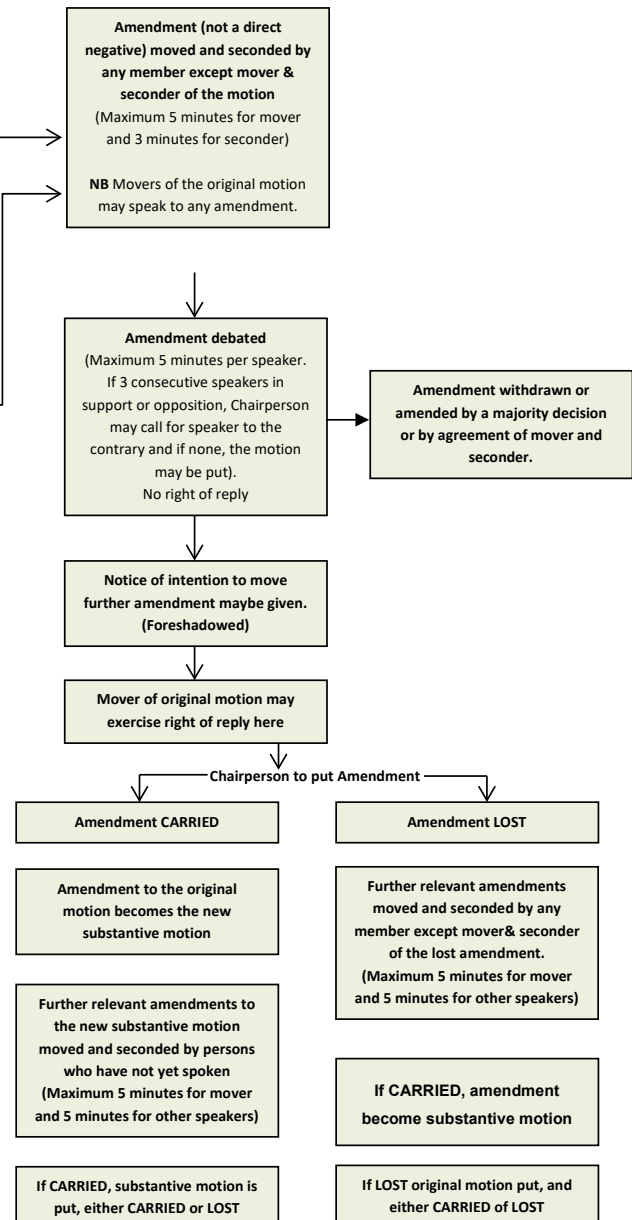 Amendment (not a direct
negative) moved and seconded by
any member except mover &
seconder of the motion
(Maximum 5 minutes for mover
and 3 minutes for seconder)
NB Movers of the original motion
may speak to any amendment.
Amendment debated
(Maximum 5 minutes per speaker.
If 3 consecutive speakers in
support or opposition, Chairperson
may call for speaker to the
contrary and if none, the motion
may be put).
No right of reply
Amendment withdrawn or
amended by a majority decision
or by agreement of mover and
seconder.
Notice of intention to move
further amendment maybe given.
(Foreshadowed)
Mover of original motion may
exercise right of reply here
Chairperson to put Amendment
Amendment CARRIED
Amendment to the original
motion becomes the new
substantive motion
Further relevant amendments to
the new substantive motion
moved and seconded by persons
who have not yet spoken
(Maximum 5 minutes for mover
and 5 minutes for other speakers)
If CARRIED, substantive motion is
put, either CARRIED or LOST
Amendment LOST
Further relevant amendments
moved and seconded by any
member except mover& seconder
of the lost amendment.
(Maximum 5 minutes for mover
and 5 minutes for other speakers)
If CARRIED, amendment
become substantive motion
If LOST original motion put, and
either CARRIED of LOST